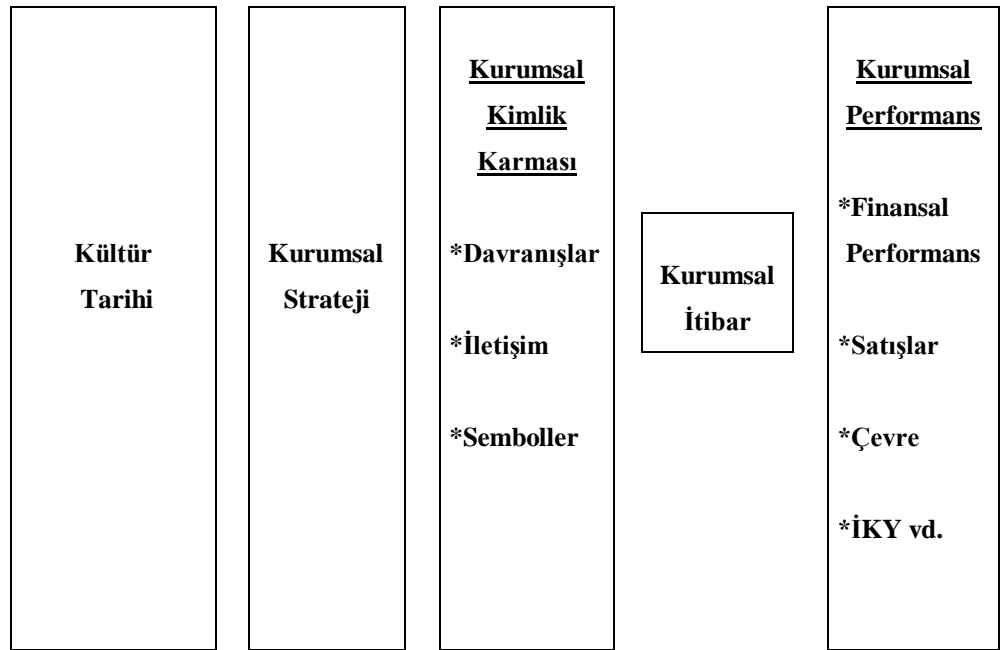 Kültür
Tarihi
Kurumsal
Strateji
Kurumsal
Kimlik
Karması
*Davranışlar
*İletişim
*Semboller
Kurumsal
İtibar
Kurumsal
Performans
*Finansal
Performans
*Satışlar
*Çevre
*İKY vd.